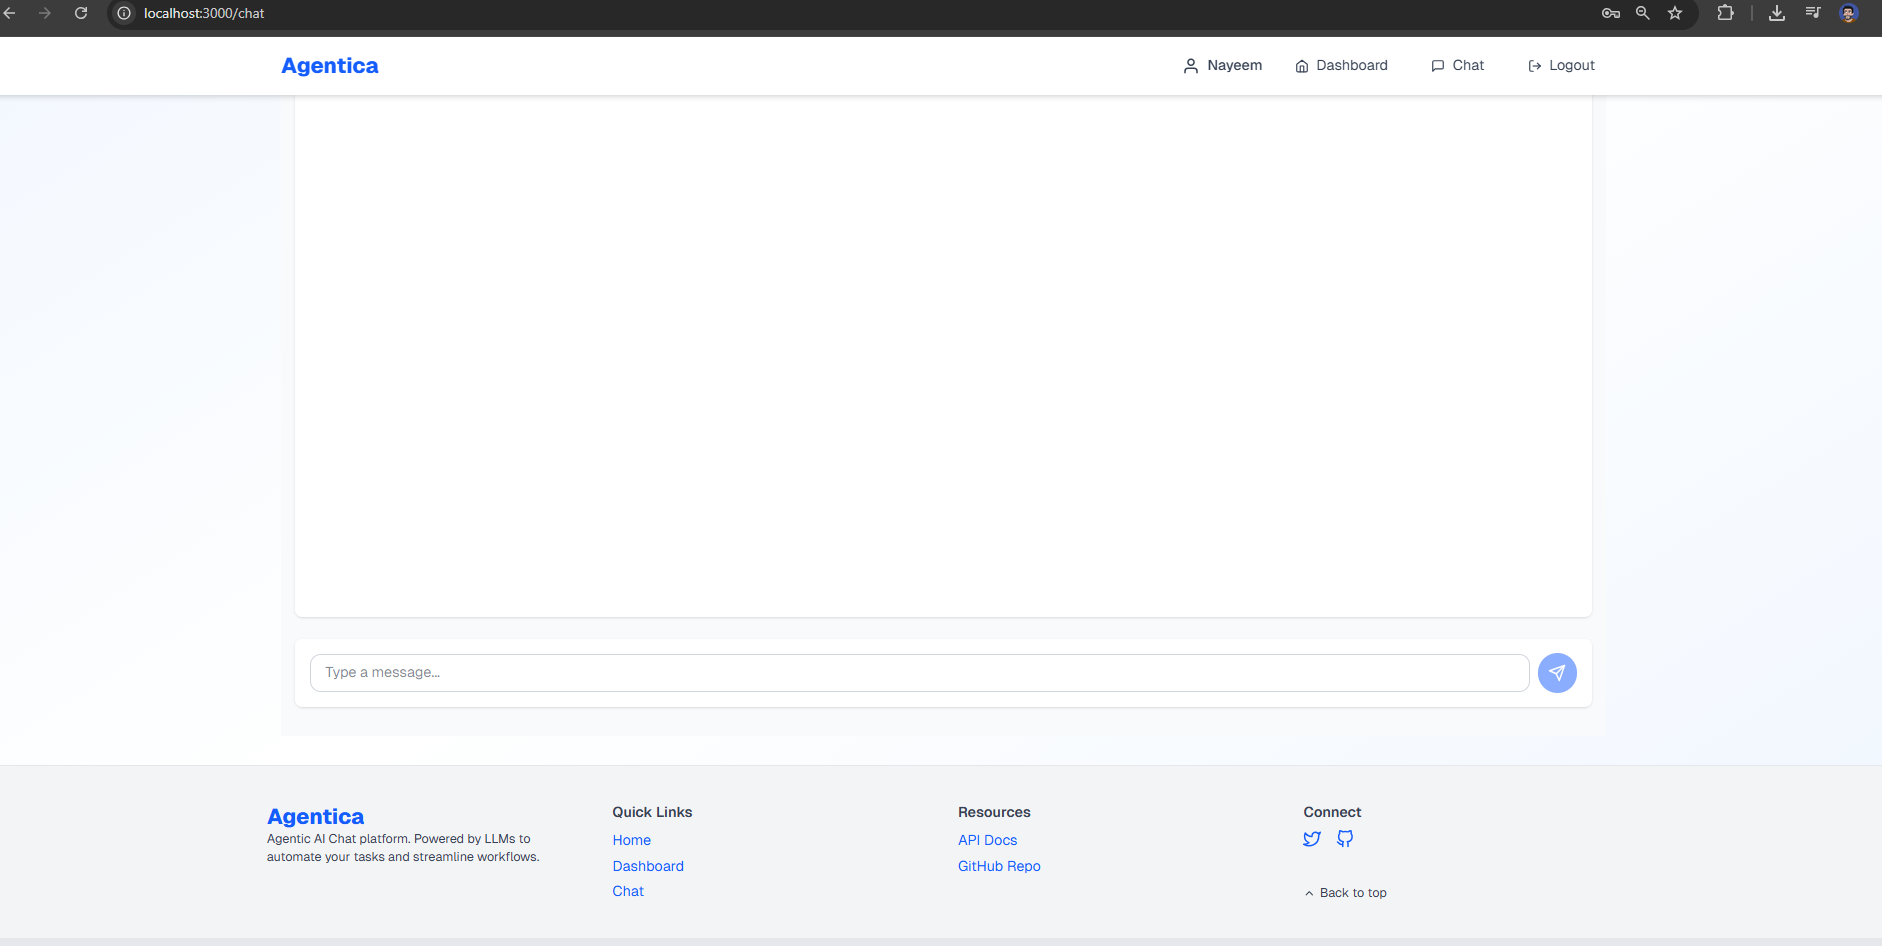 localhost:3000/chat
Agentica
Nayeem
Dashboard
Chat
Logout
Type a message...
Agentica
Agentic AI Chat platform. Powered by LLMs to
automate your tasks and streamline workflows.
Quick Links
Home
Dashboard
Chat
Resources
API Docs
GitHub Repo
Connect
Back to top